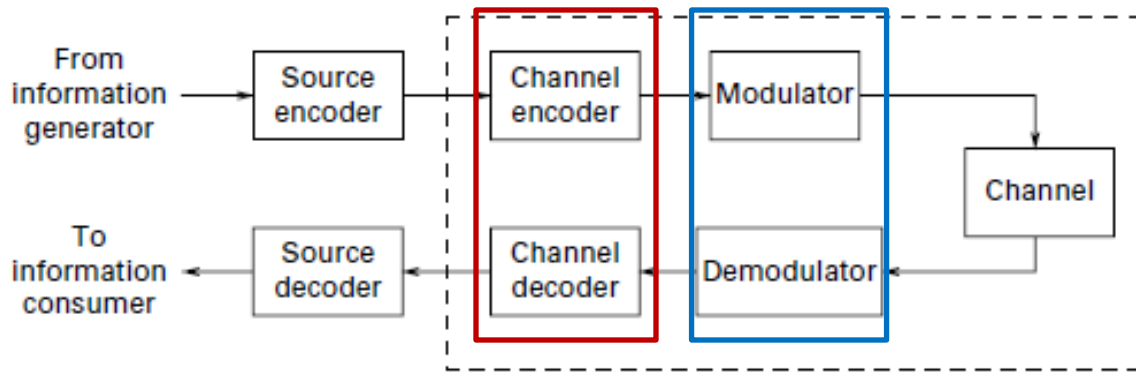 From
information
generator
Source
encoder
Channel
encoder
Modulator
Channel
To
information
consumer
Source
decoder
Channel
decoder
Demodulator